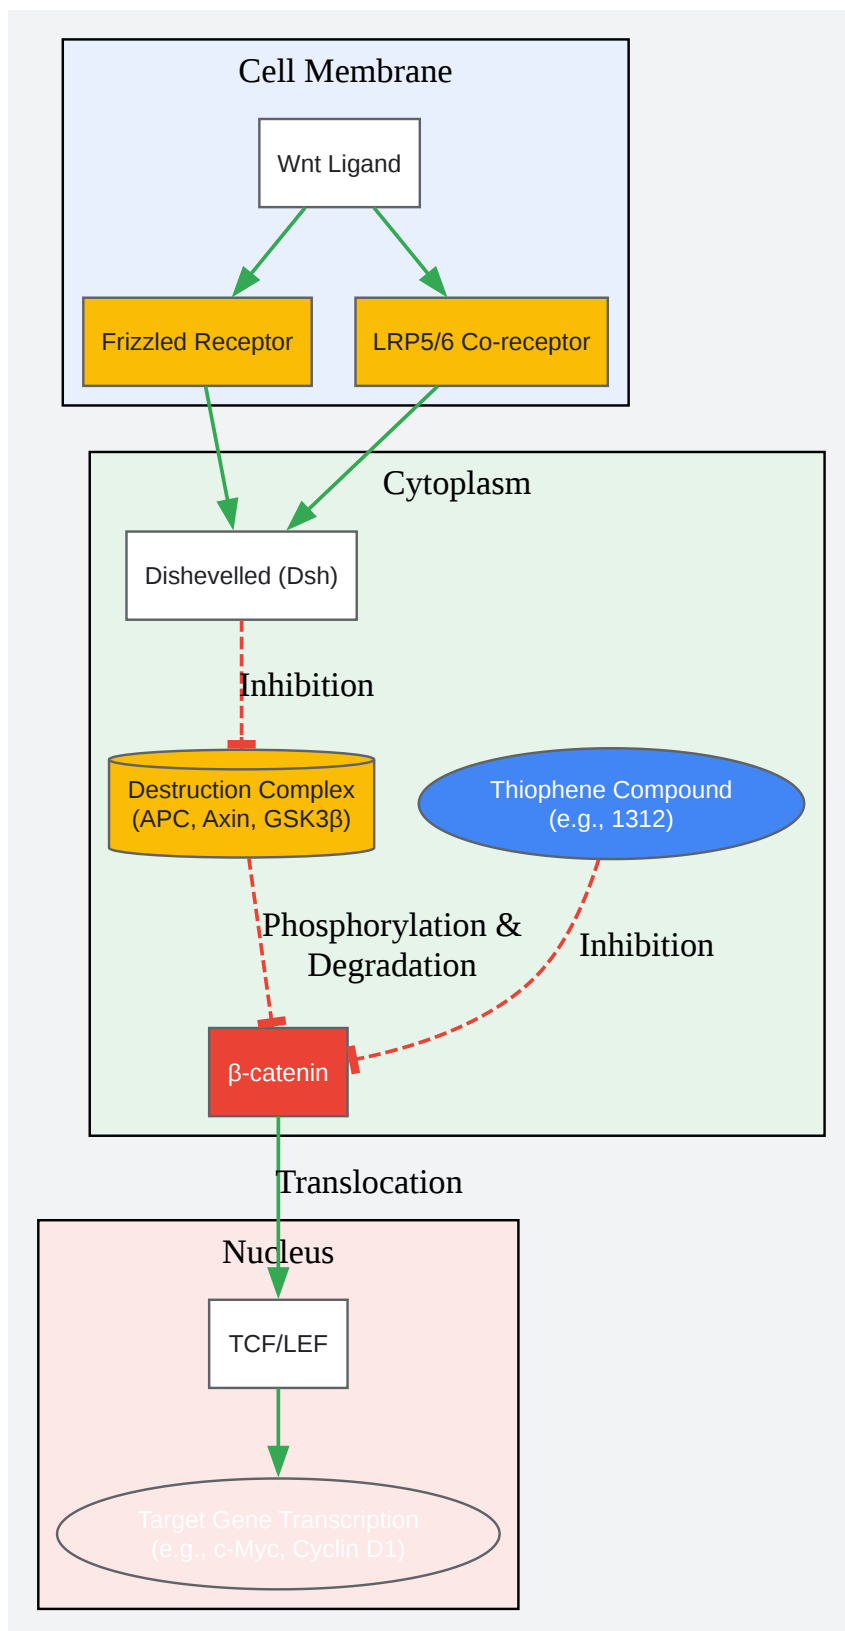 Cell Membrane
Wnt Ligand
Frizzled Receptor
LRP5/6 Co-receptor
Cytoplasm
Dishevelled (Dsh)
Inhibition
Destruction Complex
(APC, Axin, GSK3β)
Thiophene Compound
(e.g., 1312)
Phosphorylation &
Degradation
Inhibition
β-catenin
Translocation
Nucleus
TCF/LEF
Target Gene Transcription
(e.g., c-Myc, Cyclin D1)